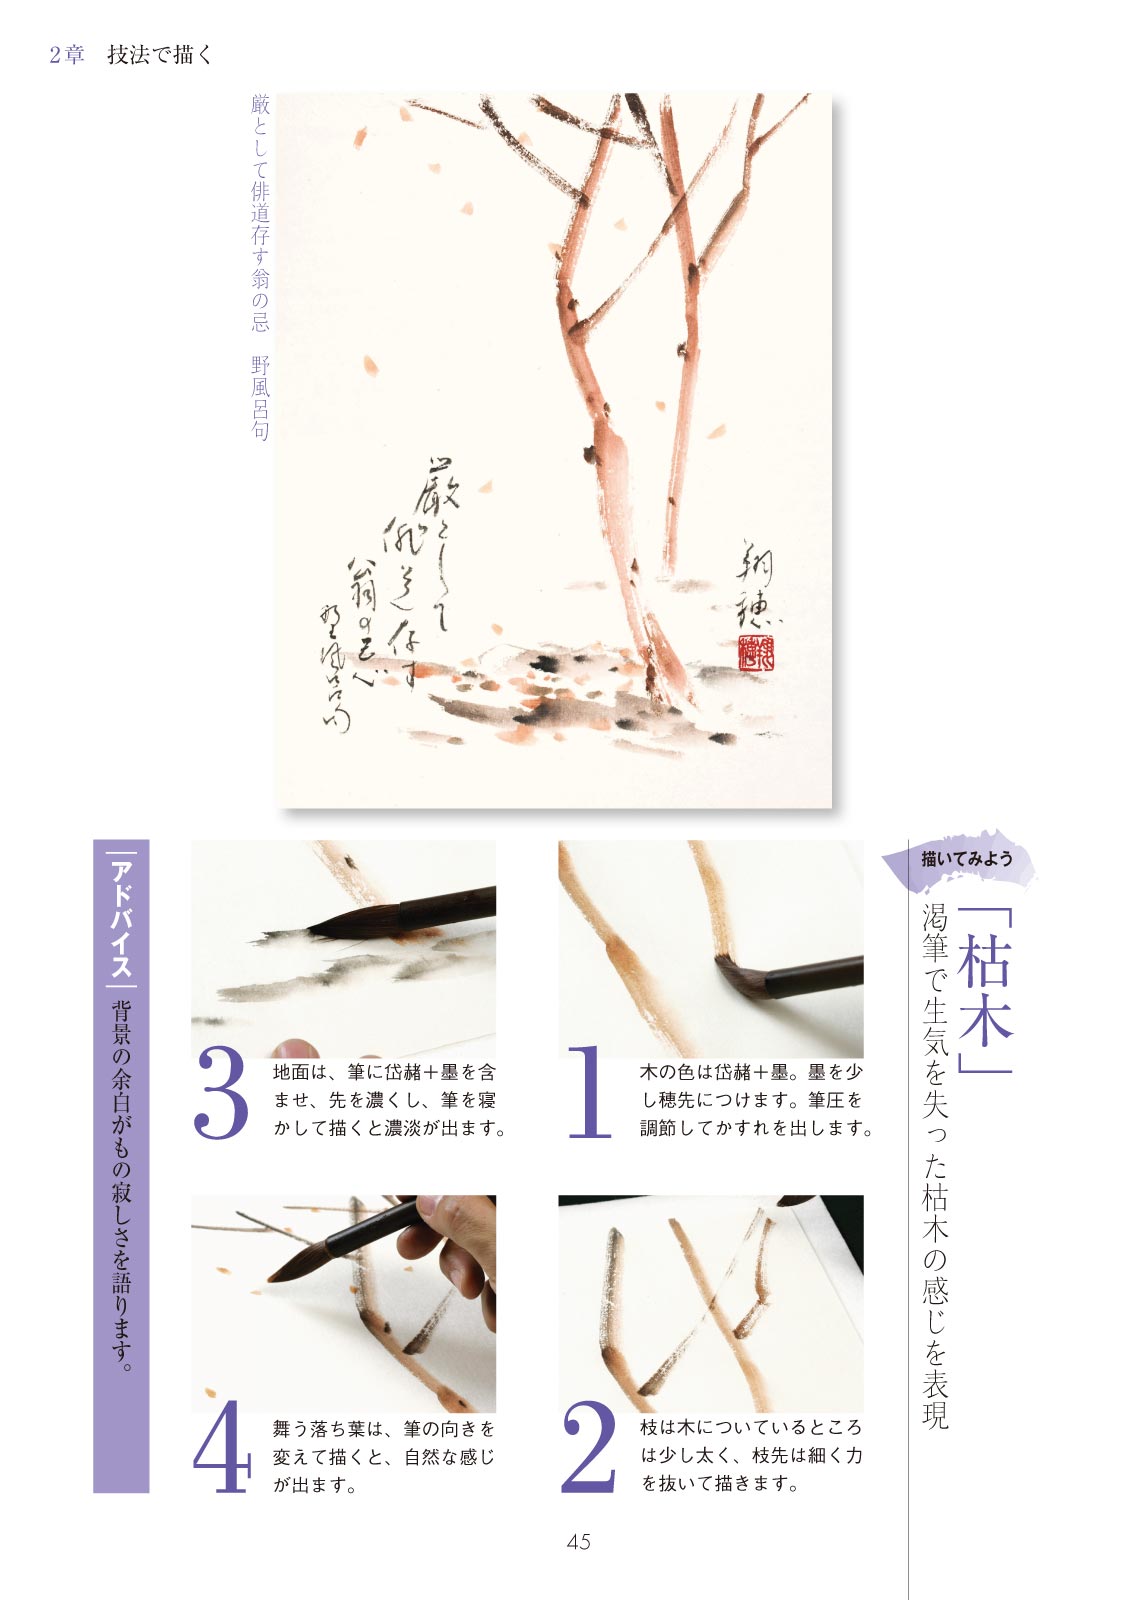 2章　技法で描く
厳として俳道存す翁の忌　野風呂句
厳として
俳道存す
翁の忌
野風呂句
翔穂
描いてみよう
「枯木」
渇筆で生気を失った枯木の感じを表現
1
木の色は岱赭＋墨。墨を少
し穂先につけます。筆圧を
調節してかすれを出します。
2
枝は木についているところ
は少し太く、枝先は細く力
を抜いて描きます。
3
地面は、筆に岱赭＋墨を含
ませ、先を濃くし、筆を寝
かして描くと濃淡が出ます。
4
舞う落ち葉は、筆の向きを
変えて描くと、自然な感じ
が出ます。
アドバイス
背景の余白がもの寂しさを語ります。
45